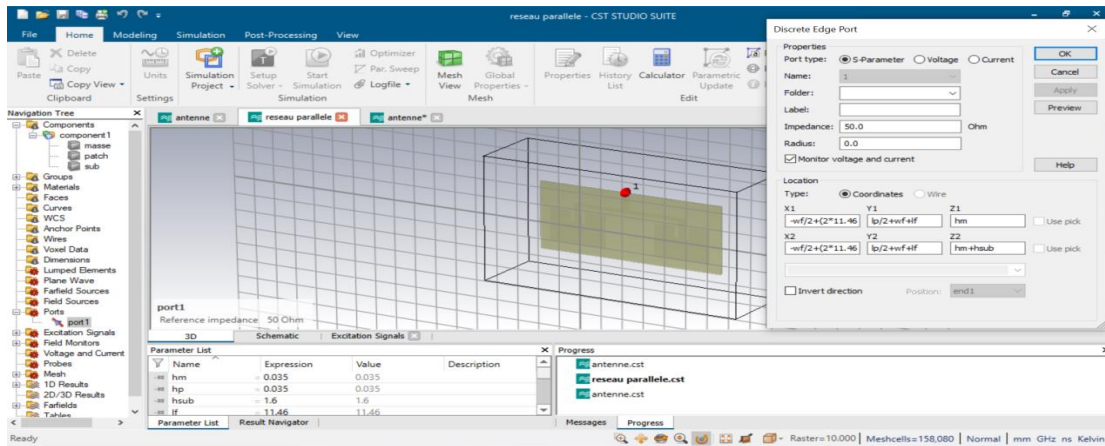 reseau parallele - CST STUDIO SUITE
File Home Modeling Simulation Post-Processing View
Paste
Delete
Copy
Copy View
Clipboard
Units
Settings
Simulation Project
Setup Solver
Start Simulation
Optimizer
Par. Sweep
Logfile
Simulation
Mesh View
Global Properties
Mesh
Properties
History List
Calculator
Parametric Update
Edit
Navigation Tree
Components
component1
masse
patch
sub
Groups
Materials
Faces
Curves
WCS
Anchor Points
Wires
Voxel Data
Dimensions
Lumped Elements
Plane Wave
Farfield Sources
Field Sources
Ports
port1
Excitation Signals
Field Monitors
Voltage and Current
Probes
Mesh
1D Results
2D/3D Results
Farfields
Tables
antenne reseau parallele antenne*
1
port1
Reference impedance 50 Ohm
3D Schematic Excitation Signals
Parameter List
Name Expression Value Description
hm = 0.035 0.035
hp = 0.035 0.035
hsub = 1.6 1.6
lf = 11.46 11.46
Parameter List Result Navigator
Progress
antenne.cst
reseau parallele.cst
antenne.cst
Messages Progress
Discrete Edge Port
Properties
Port type: S-Parameter Voltage Current
Name: 1
Folder:
Label:
Impedance: 50.0 Ohm
Radius: 0.0
Monitor voltage and current
OK
Cancel
Apply
Preview
Help
Location
Type: Coordinates Wire
X1 Y1 Z1
-wf/2+(2*11.46 lp/2+wf+lf hm Use pick
X2 Y2 Z2
-wf/2+(2*11.46 lp/2+wf+lf hm+hsub Use pick
Invert direction Position: end1
Ready
Raster=10.000 Meshcells=158,080 Normal mm GHz ns Kelvin